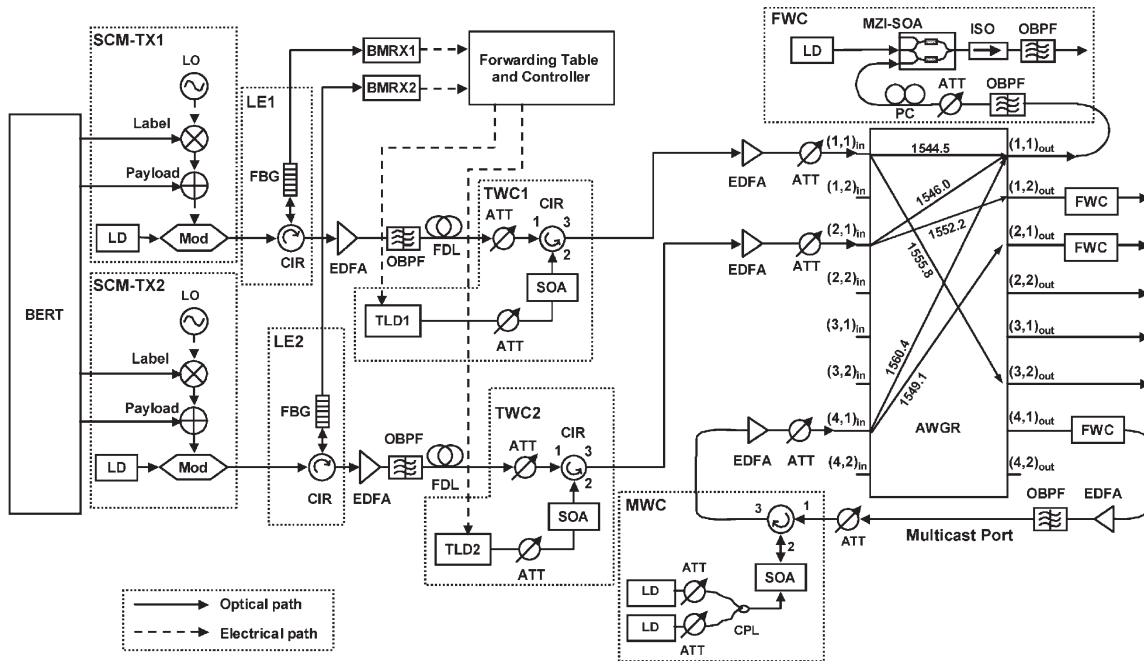 SCM-TX1
LO
Label
Payload
LD
Mod
LE1
FBG
CIR
BMRX1
BMRX2
Forwarding Table
and Controller
EDFA
OBPF
FDL
TWC1
ATT
CIR
1
3
2
SOA
TLD1
ATT
BERT
SCM-TX2
LO
Label
Payload
LD
Mod
LE2
FBG
CIR
EDFA
OBPF
FDL
TWC2
ATT
CIR
1
3
2
SOA
TLD2
ATT
FWC
LD
MZI-SOA
ISO
OBPF
PC
ATT
OBPF
EDFA
ATT
EDFA
ATT
EDFA
ATT
(1,1)in
(1,2)in
(2,1)in
(2,2)in
(3,1)in
(3,2)in
(4,1)in
(4,2)in
1544.5
1546.0
1552.2
1555.8
1560.4
1549.1
AWGR
(1,1)out
(1,2)out
(2,1)out
(2,2)out
(3,1)out
(3,2)out
(4,1)out
(4,2)out
FWC
FWC
FWC
OBPF
EDFA
Multicast Port
ATT
MWC
3
1
2
SOA
LD
ATT
LD
ATT
CPL
Optical path
Electrical path